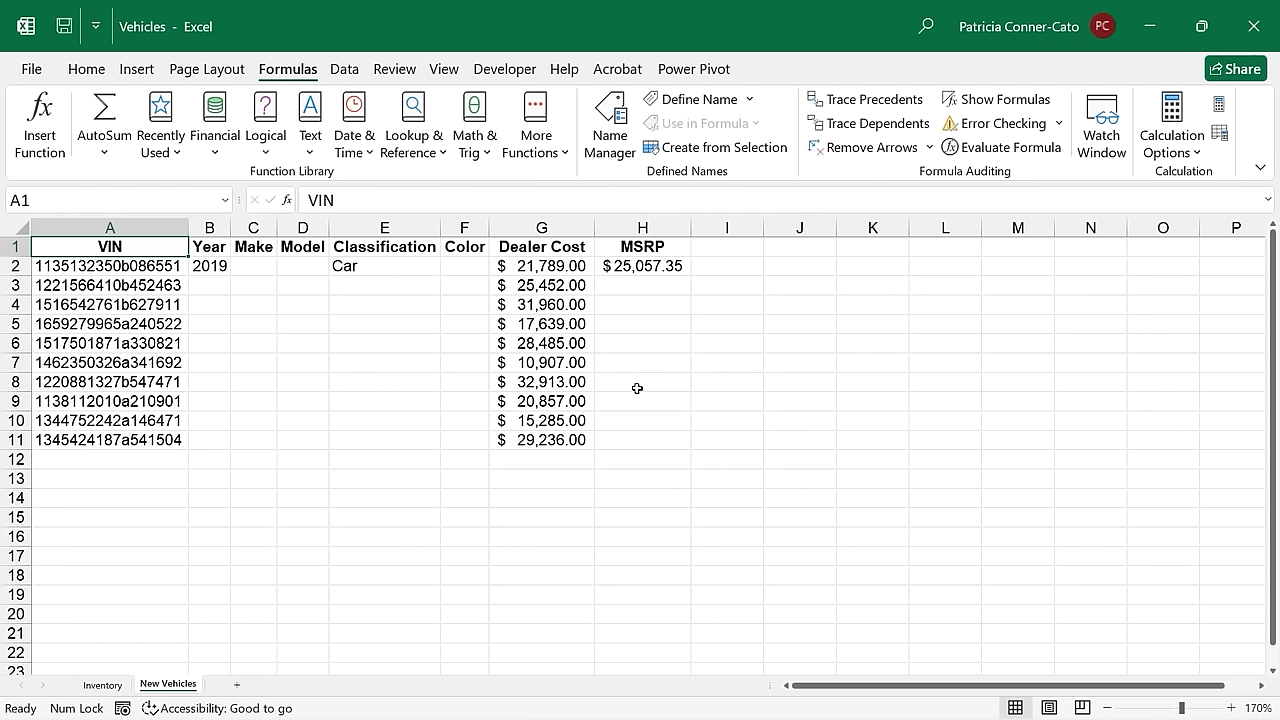 Vehicles - Excel
Patricia Conner-Cato PC
File Home Insert Page Layout Formulas Data Review View Developer Help Acrobat Power Pivot Share
Insert Function
AutoSum
Recently Used
Financial
Logical
Text
Date & Time
Lookup & Reference
Math & Trig
More Functions
Function Library
Name Manager
Define Name
Use in Formula
Create from Selection
Defined Names
Trace Precedents
Trace Dependents
Remove Arrows
Show Formulas
Error Checking
Evaluate Formula
Formula Auditing
Watch Window
Calculation Options
Calculation
A1 fx VIN
A B C D E F G H I J K L M N O P
1 VIN Year Make Model Classification Color Dealer Cost MSRP
2 1135132350b086551 2019 Car $ 21,789.00 $ 25,057.35
3 1221566410b452463 $ 25,452.00
4 1516542761b627911 $ 31,960.00
5 1659279965a240522 $ 17,639.00
6 1517501871a330821 $ 28,485.00
7 1462350326a341692 $ 10,907.00
8 1220881327b547471 $ 32,913.00
9 1138112010a210901 $ 20,857.00
10 1344752242a146471 $ 15,285.00
11 1345424187a541504 $ 29,236.00
12
13
14
15
16
17
18
19
20
21
22
23
Inventory New Vehicles +
Ready Num Lock Accessibility: Good to go 170%